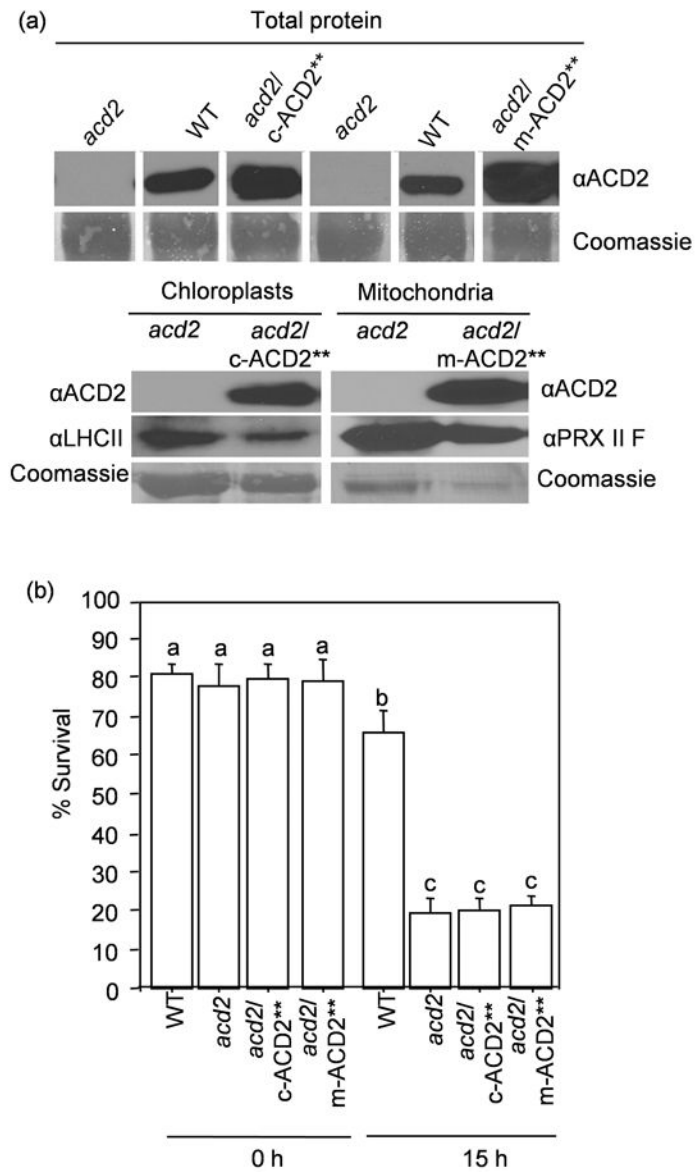 (a)
Total protein
acd2
WT
acd2/
c-ACD2**
acd2
WT
acd2/
m-ACD2**
αACD2
Coomassie
Chloroplasts
Mitochondria
acd2
acd2/
c-ACD2**
acd2
acd2/
m-ACD2**
αACD2
αACD2
αLHCII
αPRX II F
Coomassie
Coomassie
(b)
% Survival
100
90
80
70
60
50
40
30
20
10
0
a
a
a
a
b
c
c
c
WT
acd2
acd2/
c-ACD2**
acd2/
m-ACD2**
WT
acd2
acd2/
c-ACD2**
acd2/
m-ACD2**
0 h
15 h